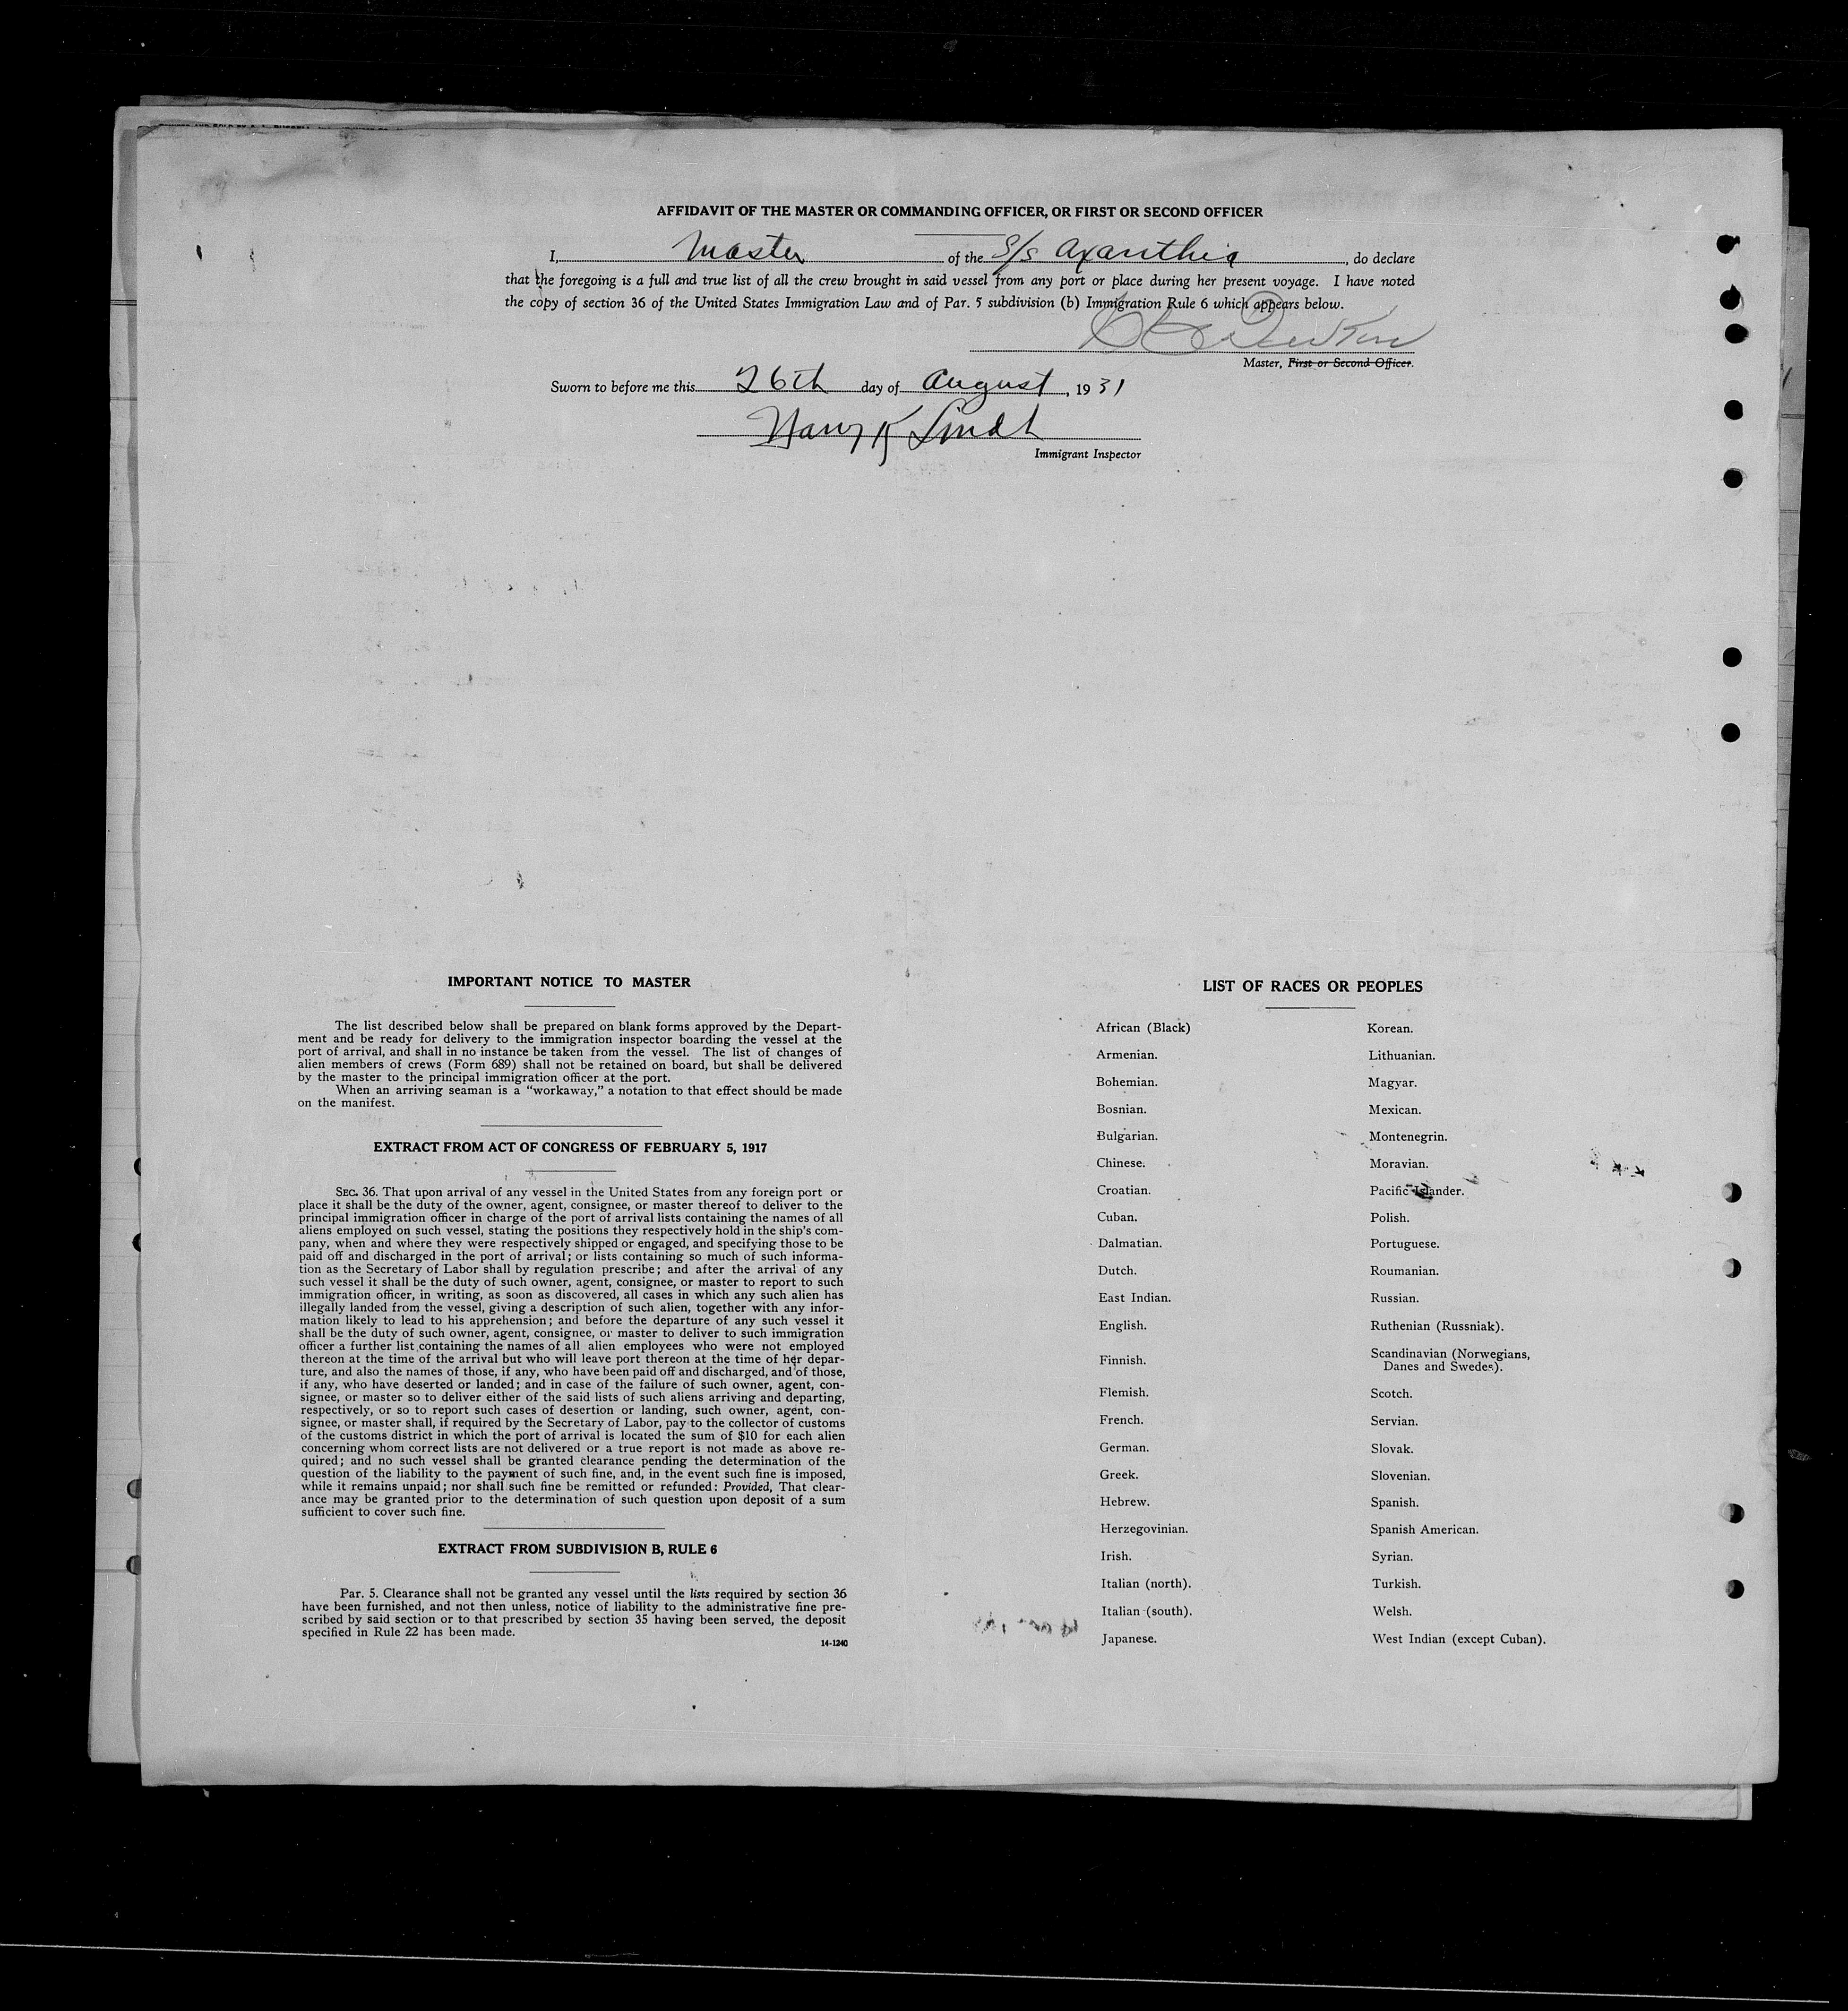 AFFIDAVIT OF THE MASTER OR COMMANDING OFFICER, OR FIRST OR SECOND OFFICER
I, Master of the S/S Axanthia, do declare
that the foregoing is a full and true list of all the crew brought in said vessel from any port or place during her present voyage. I have noted
the copy of section 36 of the United States Immigration Law and of Par. 5 subdivision (b) Immigration Rule 6 which appears below.
Master, First or Second Officer.
Sworn to before me this 26th day of August, 1931
Harry K
Immigrant Inspector
IMPORTANT NOTICE TO MASTER
The list described below shall be prepared on blank forms approved by the Depart-
ment and be ready for delivery to the immigration inspector boarding the vessel at the
port of arrival, and shall in no instance be taken from the vessel. The list of changes of
alien members of crews (Form 689) shall not be retained on board, but shall be delivered
by the master to the principal immigration officer at the port.
When an arriving seaman is a "workaway," a notation to that effect should be made
on the manifest.
EXTRACT FROM ACT OF CONGRESS OF FEBRUARY 5, 1917
SEC. 36. That upon arrival of any vessel in the United States from any foreign port or
place it shall be the duty of the owner, agent, consignee, or master thereof to deliver to the
principal immigration officer in charge of the port of arrival lists containing the names of all
aliens employed on such vessel, stating the positions they respectively hold in the ship's com-
pany, when and where they were respectively shipped or engaged, and specifying those to be
paid off and discharged in the port of arrival; or lists containing so much of such informa-
tion as the Secretary of Labor shall by regulation prescribe; and after the arrival of any
such vessel it shall be the duty of such owner, agent, consignee, or master to report to such
immigration officer, in writing, as soon as discovered, all cases in which any such alien has
illegally landed from the vessel, giving a description of such alien, together with any infor-
mation likely to lead to his apprehension; and before the departure of any such vessel it
shall be the duty of such owner, agent, consignee, or master to deliver to such immigration
officer a further list containing the names of all alien employees who were not employed
thereon at the time of the arrival but who will leave port thereon at the time of her depar-
ture, and also the names of those, if any, who have been paid off and discharged, and of those,
if any, who have deserted or landed; and in case of the failure of such owner, agent, con-
signee, or master so to deliver either of the said lists of such aliens arriving and departing,
respectively, or so to report such cases of desertion or landing, such owner, agent, con-
signee, or master shall, if required by the Secretary of Labor, pay to the collector of customs
of the customs district in which the port of arrival is located the sum of $10 for each alien
concerning whom correct lists are not delivered or a true report is not made as above re-
quired; and no such vessel shall be granted clearance pending the determination of the
question of the liability to the payment of such fine, and, in the event such fine is imposed,
while it remains unpaid; nor shall such fine be remitted or refunded: Provided, That clear-
ance may be granted prior to the determination of such question upon deposit of a sum
sufficient to cover such fine.
EXTRACT FROM SUBDIVISION B, RULE 6
Par. 5. Clearance shall not be granted any vessel until the lists required by section 36
have been furnished, and not then unless, notice of liability to the administrative fine pre-
scribed by said section or to that prescribed by section 35 having been served, the deposit
specified in Rule 22 has been made.
14-1240
LIST OF RACES OR PEOPLES
African (Black)
Armenian.
Bohemian.
Bosnian.
Bulgarian.
Chinese.
Croatian.
Cuban.
Dalmatian.
Dutch.
East Indian.
English.
Finnish.
Flemish.
French.
German.
Greek.
Hebrew.
Herzegovinian.
Irish.
Italian (north).
Italian (south).
Japanese.
Korean.
Lithuanian.
Magyar.
Mexican.
Montenegrin.
Moravian.
Pacific Islander.
Polish.
Portuguese.
Roumanian.
Russian.
Ruthenian (Russniak).
Scandinavian (Norwegians,
Danes and Swedes).
Scotch.
Servian.
Slovak.
Slovenian.
Spanish.
Spanish American.
Syrian.
Turkish.
Welsh.
West Indian (except Cuban).